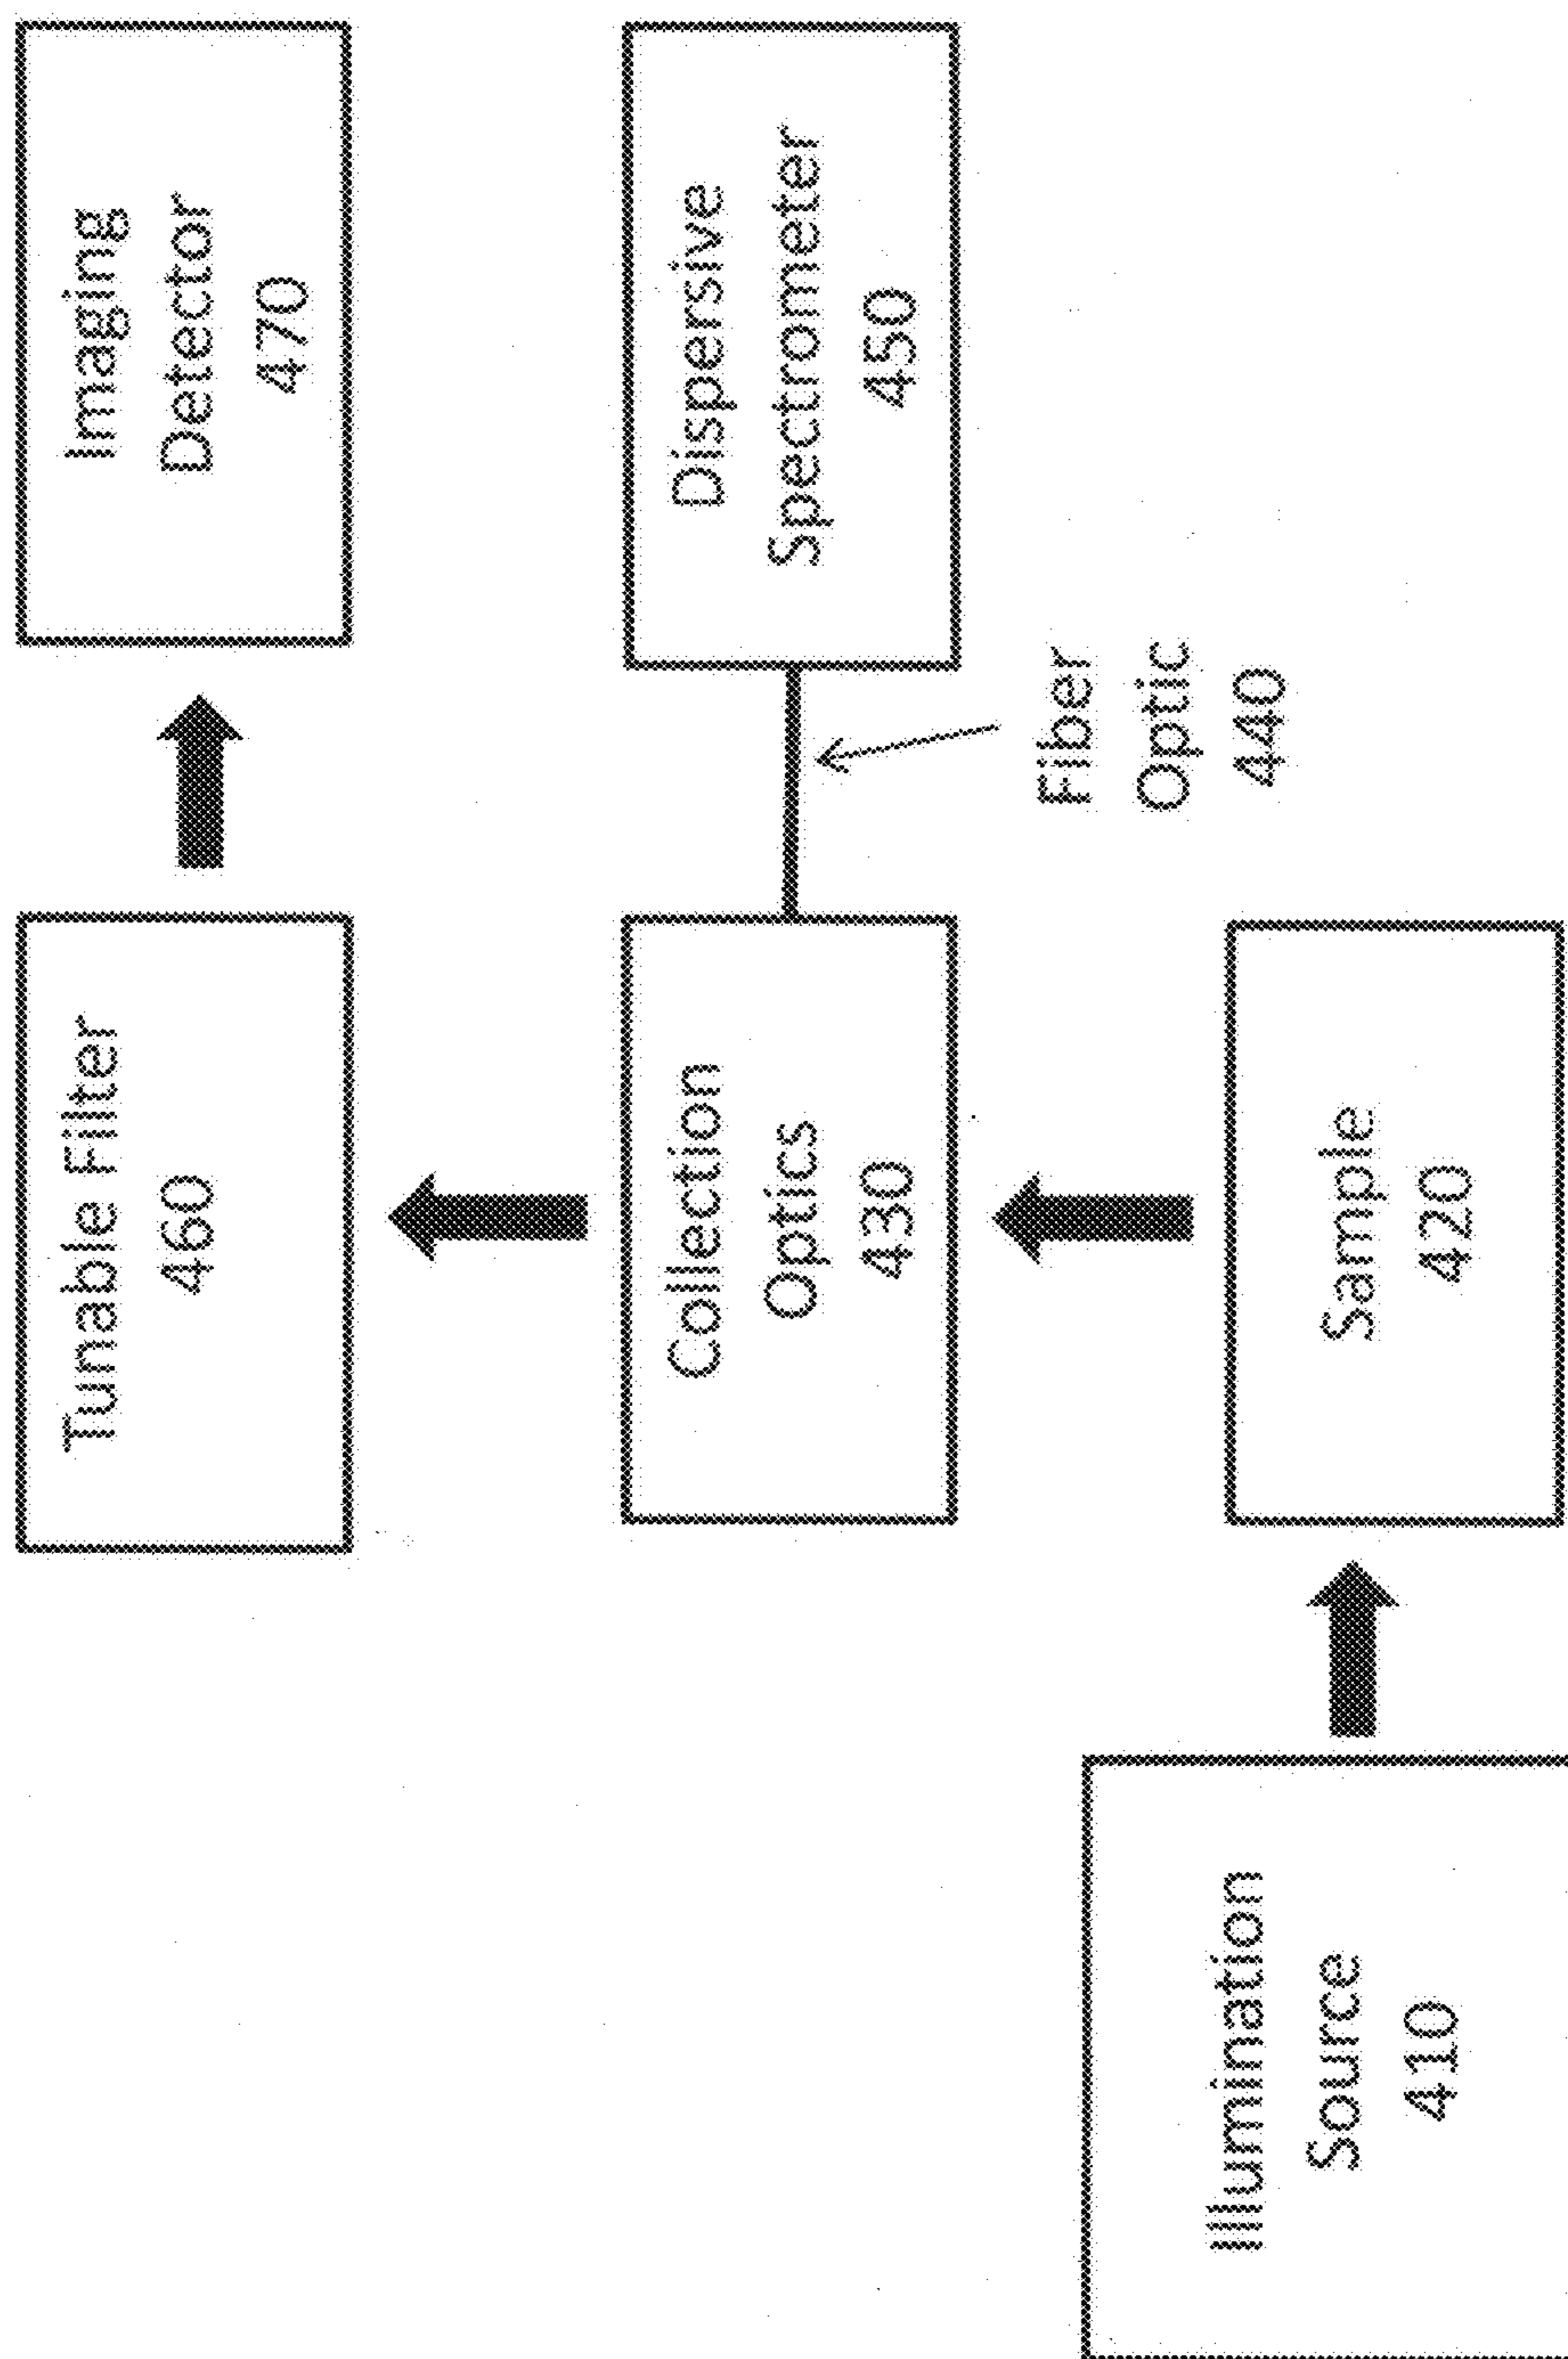 Tunable Filter
460
Imaging
Detector
470
Collection
Optics
430
Dispersive
Spectrometer
450
Fiber
Optic
440
Illumination
Source
410
Sample
420